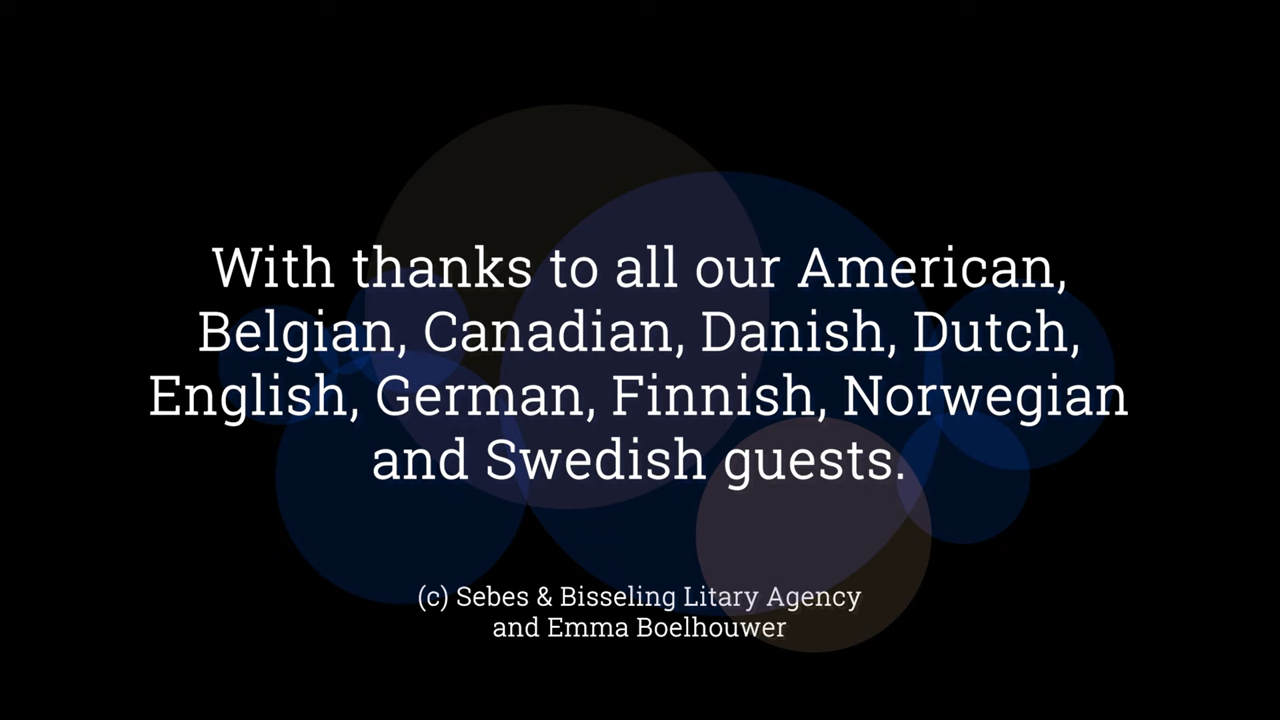 With thanks to all our American,
Belgian, Canadian, Danish, Dutch,
English, German, Finnish, Norwegian
and Swedish guests.
(c) Sebes & Bisseling Litary Agency
and Emma Boelhouwer